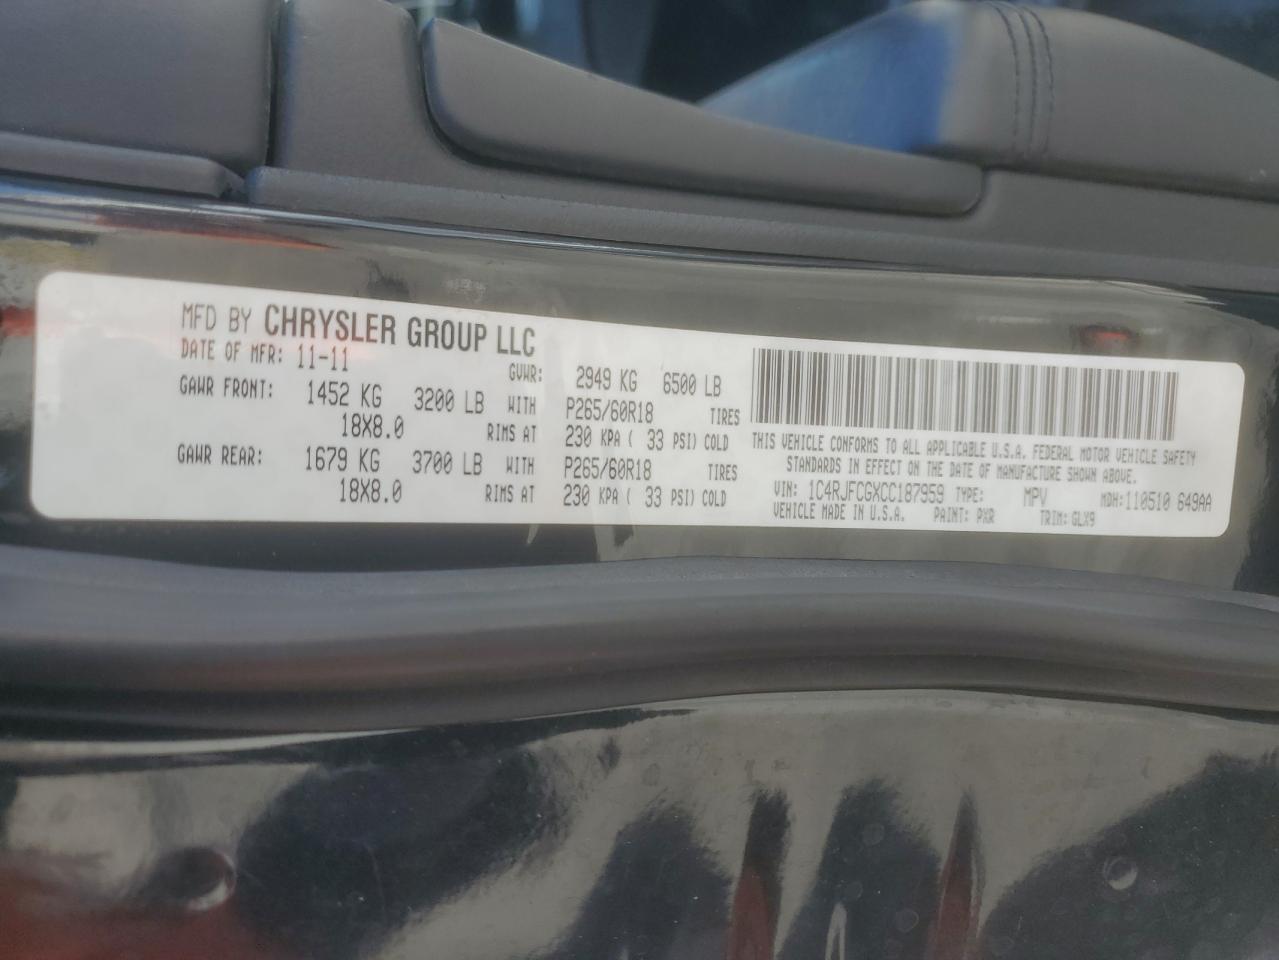 MFD BY CHRYSLER GROUP LLC
DATE OF MFR: 11-11 GVWR: 2949 KG 6500 LB
GAWR FRONT: 1452 KG 3200 LB WITH P265/60R18 TIRES
18X8.0 RIMS AT 230 KPA ( 33 PSI) COLD
GAWR REAR: 1679 KG 3700 LB WITH P265/60R18 TIRES
18X8.0 RIMS AT 230 KPA ( 33 PSI) COLD
THIS VEHICLE CONFORMS TO ALL APPLICABLE U.S.A. FEDERAL MOTOR VEHICLE SAFETY
STANDARDS IN EFFECT ON THE DATE OF MANUFACTURE SHOWN ABOVE.
VIN: 1C4RJFCGXCC187959 TYPE: MPV MDH: 110510 649AA
VEHICLE MADE IN U.S.A. PAINT: PXR TRIM: GLX9